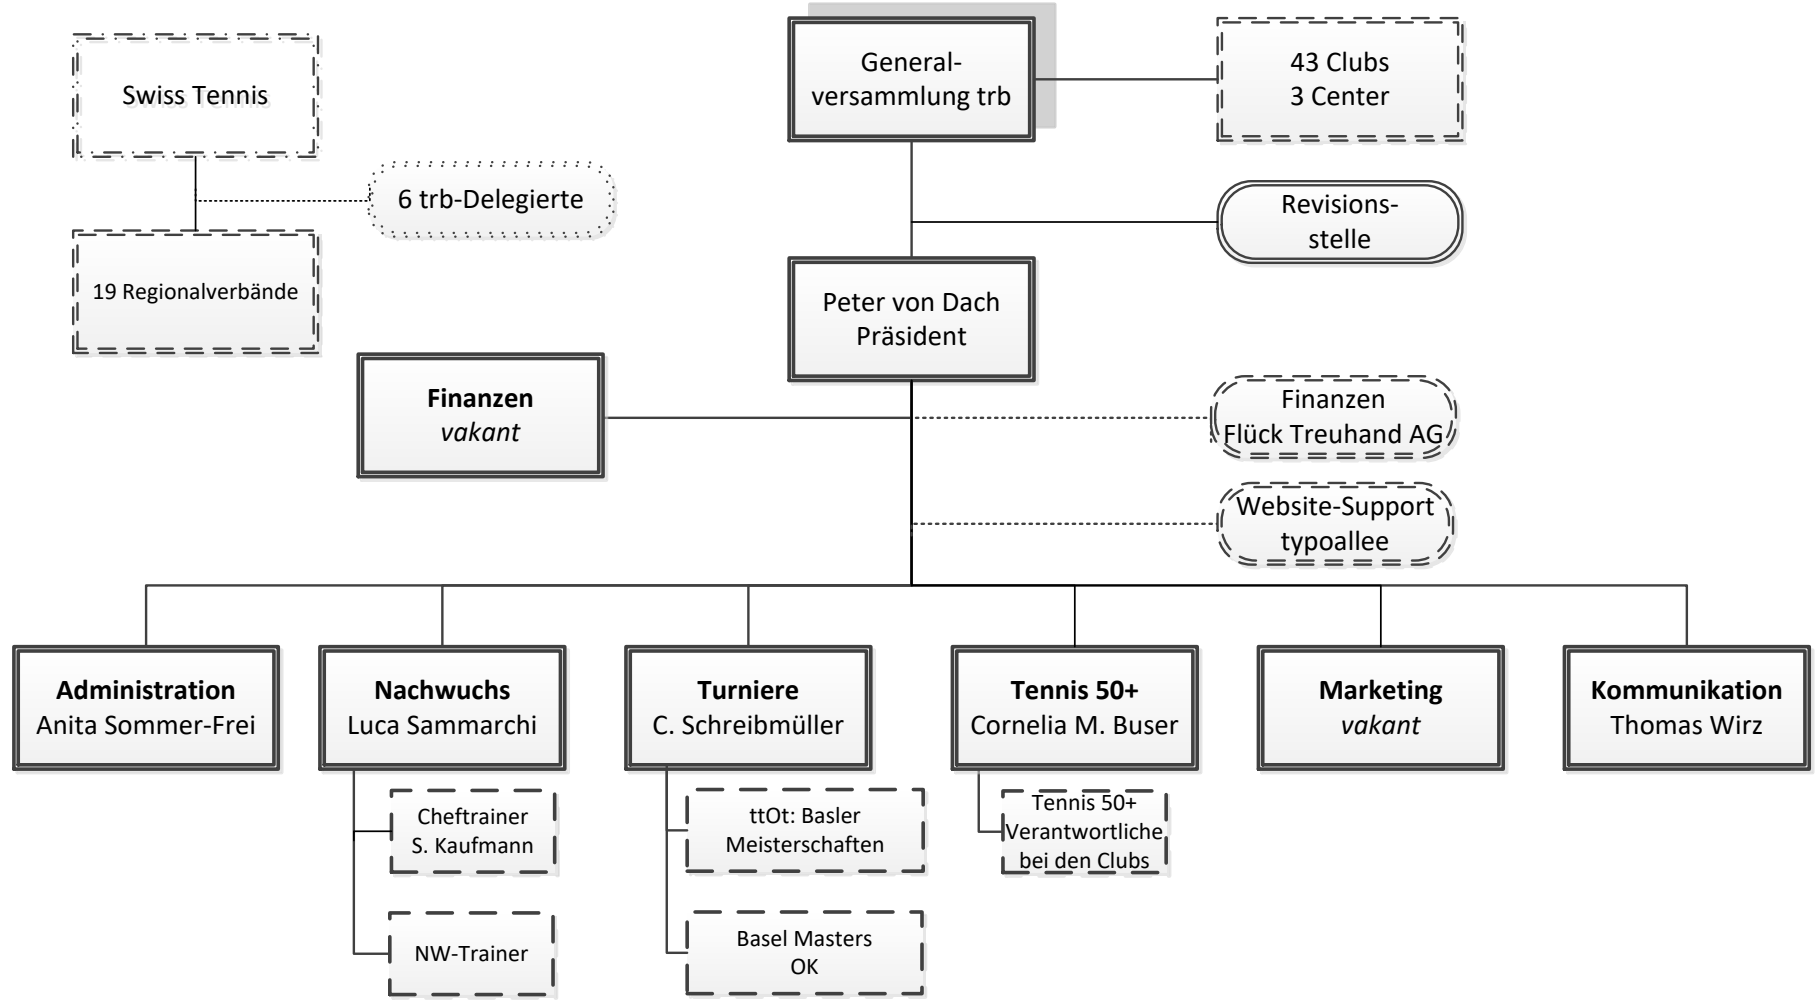 General-
versammlung trb
43 Clubs
3 Center
Swiss Tennis
6 trb-Delegierte
Revisions-
stelle
19 Regionalverbände
Peter von Dach
Präsident
Finanzen
vakant
Finanzen
Flück Treuhand AG
Website-Support
typoallee
Administration
Anita Sommer-Frei
Nachwuchs
Luca Sammarchi
Turniere
C. Schreibmüller
Tennis 50+
Cornelia M. Buser
Marketing
vakant
Kommunikation
Thomas Wirz
Cheftrainer
S. Kaufmann
ttOt: Basler
Meisterschaften
Tennis 50+
Verantwortliche
bei den Clubs
NW-Trainer
Basel Masters
OK